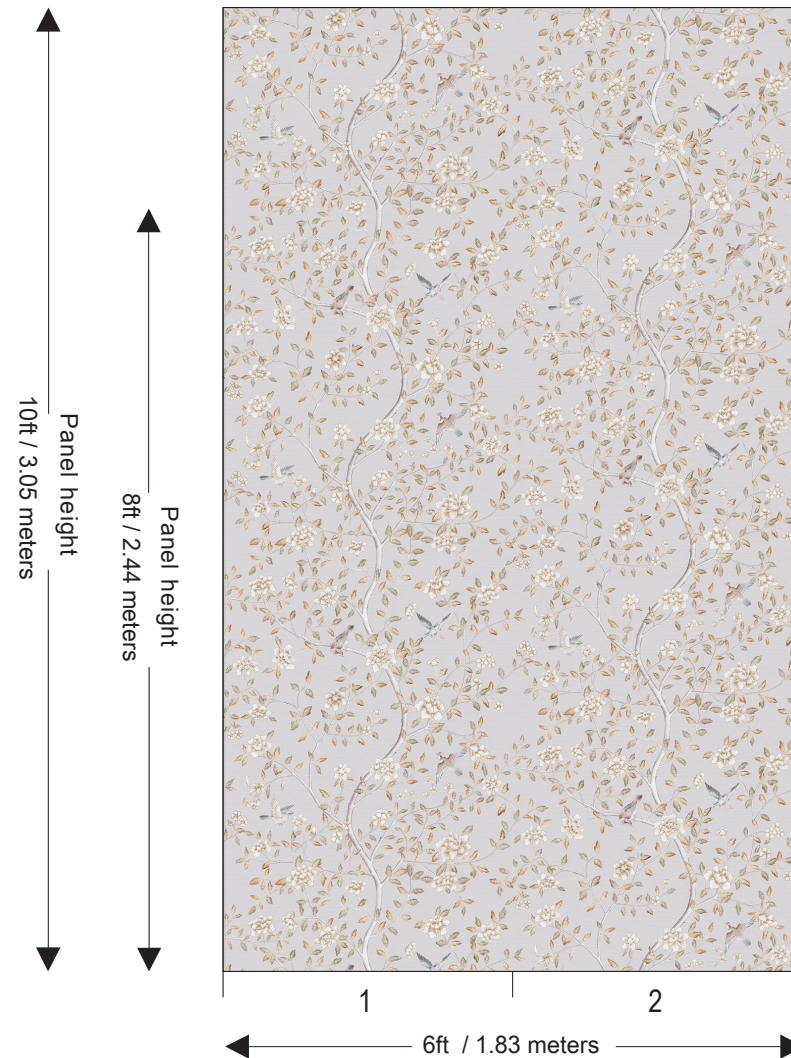 Panel height
10ft / 3.05 meters
Panel height
8ft / 2.44 meters
1
2
6ft / 1.83 meters